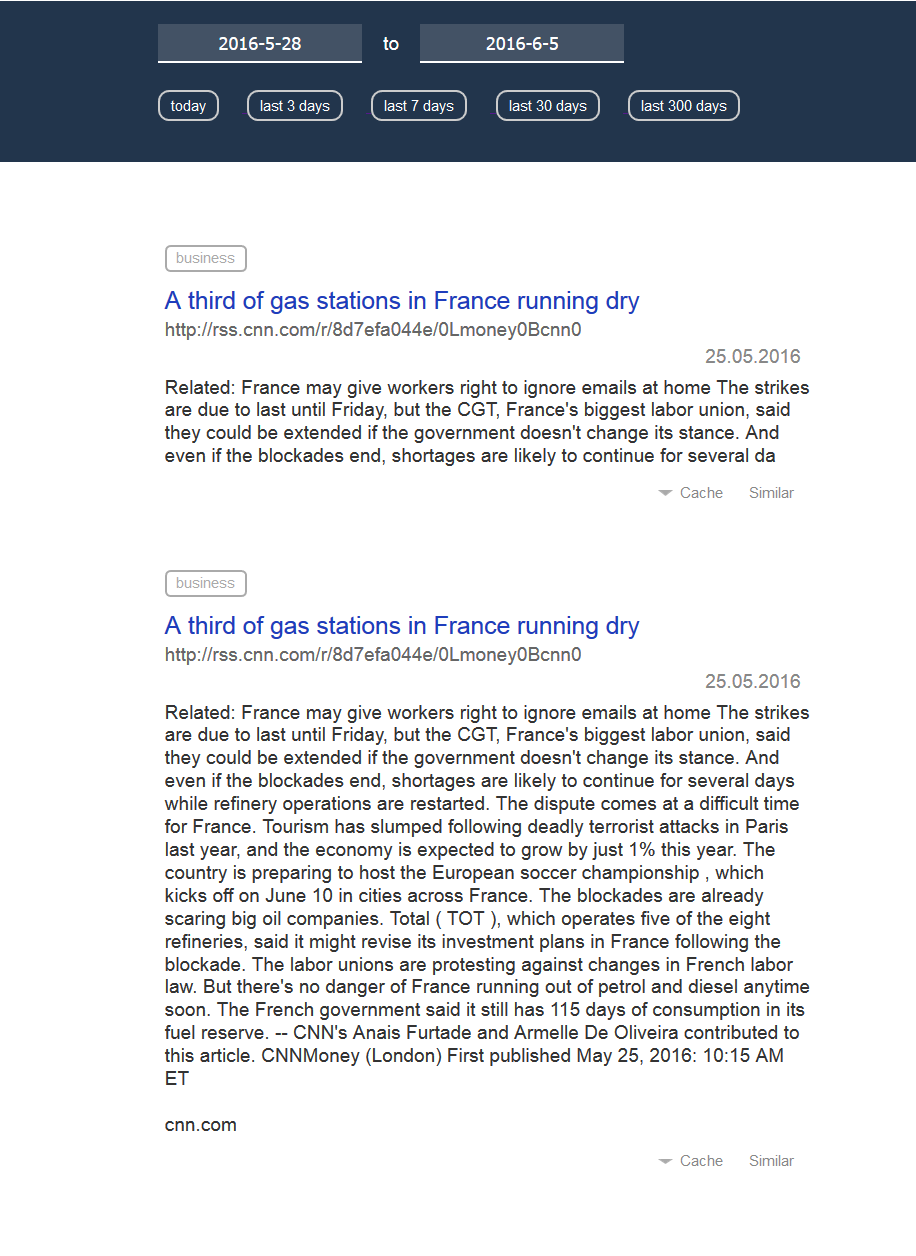 2016-5-28 to 2016-6-5
today last 3 days last 7 days last 30 days last 300 days
business
A third of gas stations in France running dry
http://rss.cnn.com/r/8d7efa044e/0Lmoney0Bcnn0
25.05.2016
Related: France may give workers right to ignore emails at home The strikes
are due to last until Friday, but the CGT, France's biggest labor union, said
they could be extended if the government doesn't change its stance. And
even if the blockades end, shortages are likely to continue for several da
Cache Similar
business
A third of gas stations in France running dry
http://rss.cnn.com/r/8d7efa044e/0Lmoney0Bcnn0
25.05.2016
Related: France may give workers right to ignore emails at home The strikes
are due to last until Friday, but the CGT, France's biggest labor union, said
they could be extended if the government doesn't change its stance. And
even if the blockades end, shortages are likely to continue for several days
while refinery operations are restarted. The dispute comes at a difficult time
for France. Tourism has slumped following deadly terrorist attacks in Paris
last year, and the economy is expected to grow by just 1% this year. The
country is preparing to host the European soccer championship , which
kicks off on June 10 in cities across France. The blockades are already
scaring big oil companies. Total ( TOT ), which operates five of the eight
refineries, said it might revise its investment plans in France following the
blockade. The labor unions are protesting against changes in French labor
law. But there's no danger of France running out of petrol and diesel anytime
soon. The French government said it still has 115 days of consumption in its
fuel reserve. -- CNN's Anais Furtade and Armelle De Oliveira contributed to
this article. CNNMoney (London) First published May 25, 2016: 10:15 AM
ET
cnn.com
Cache Similar